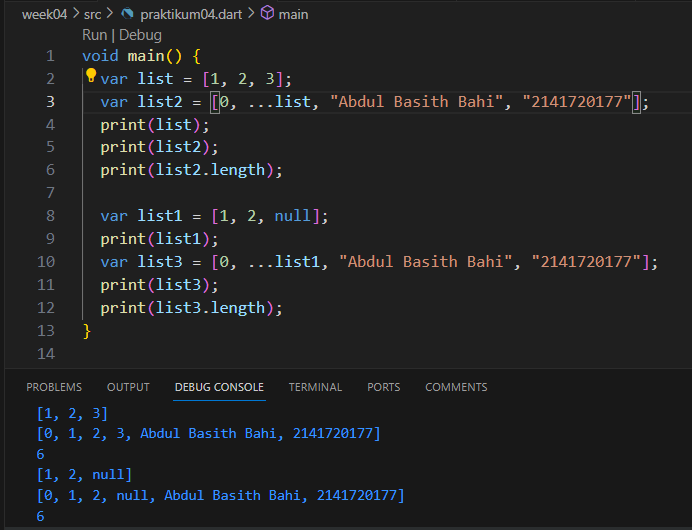 week04 > src > praktikum04.dart > main
Run | Debug
1 void main() {
2 var list = [1, 2, 3];
3 var list2 = [0, ...list, "Abdul Basith Bahi", "2141720177"];
4 print(list);
5 print(list2);
6 print(list2.length);
7
8 var list1 = [1, 2, null];
9 print(list1);
10 var list3 = [0, ...list1, "Abdul Basith Bahi", "2141720177"];
11 print(list3);
12 print(list3.length);
13 }
14
PROBLEMS OUTPUT DEBUG CONSOLE TERMINAL PORTS COMMENTS
[1, 2, 3]
[0, 1, 2, 3, Abdul Basith Bahi, 2141720177]
6
[1, 2, null]
[0, 1, 2, null, Abdul Basith Bahi, 2141720177]
6